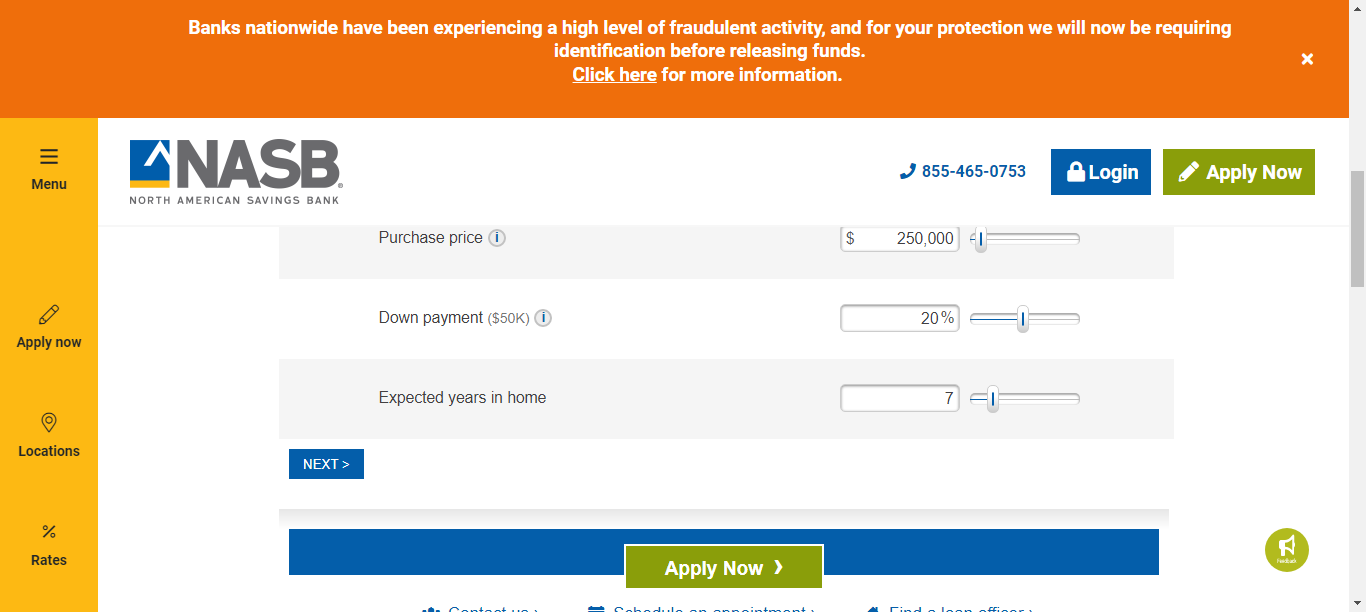 Banks nationwide have been experiencing a high level of fraudulent activity, and for your protection we will now be requiring
identification before releasing funds.
Click here for more information.
Menu
NASB
NORTH AMERICAN SAVINGS BANK
855-465-0753
Login
Apply Now
Purchase price i
$ 250,000
Down payment ($50K) i
20%
Expected years in home
7
NEXT >
Apply now
Locations
Rates
Apply Now ›
Feedback
Contact us ›
Schedule an appointment ›
Find a loan officer ›